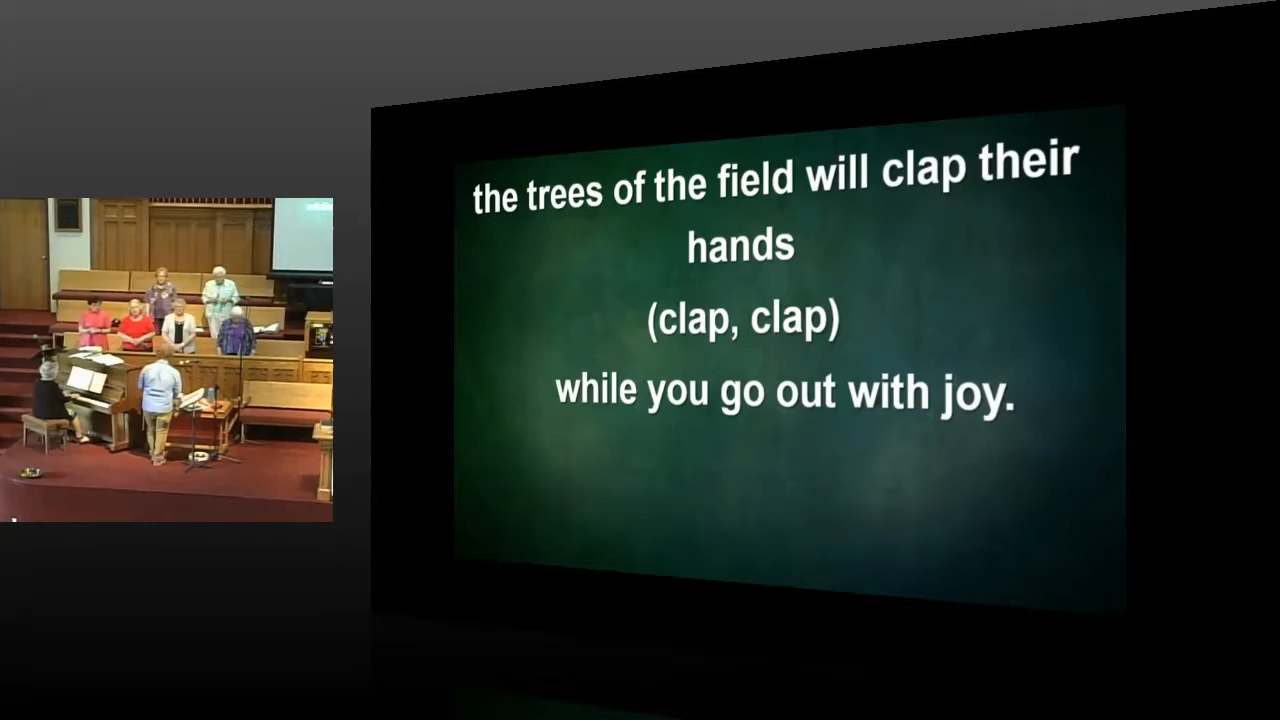 the trees of the field will clap their
hands
(clap, clap)
while you go out with joy.